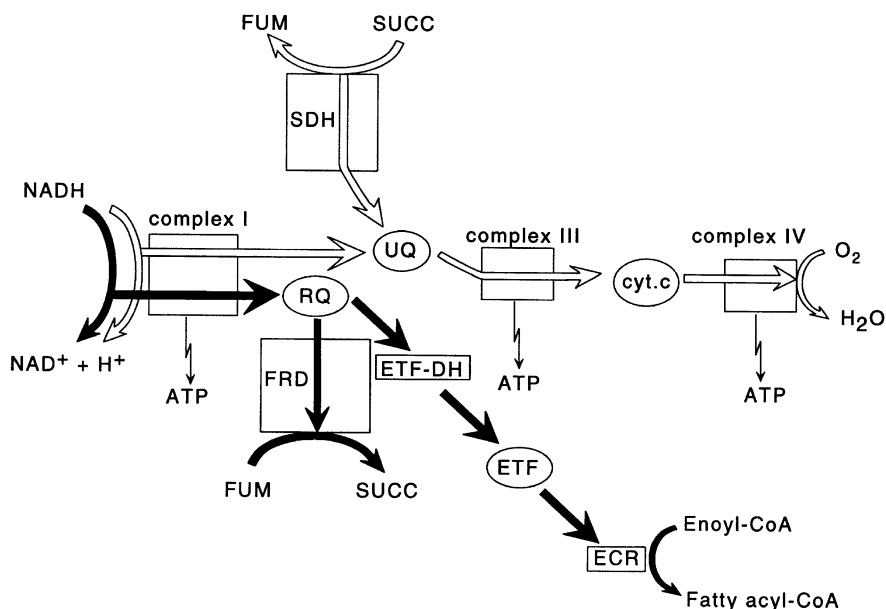 FUM SUCC
SDH
NADH
complex I
UQ
complex III
complex IV
O₂
RQ
cyt.c
H₂O
NAD⁺ + H⁺
FRD
ETF-DH
ATP
ATP
ATP
ETF
FUM SUCC
Enoyl-CoA
ECR
Fatty acyl-CoA